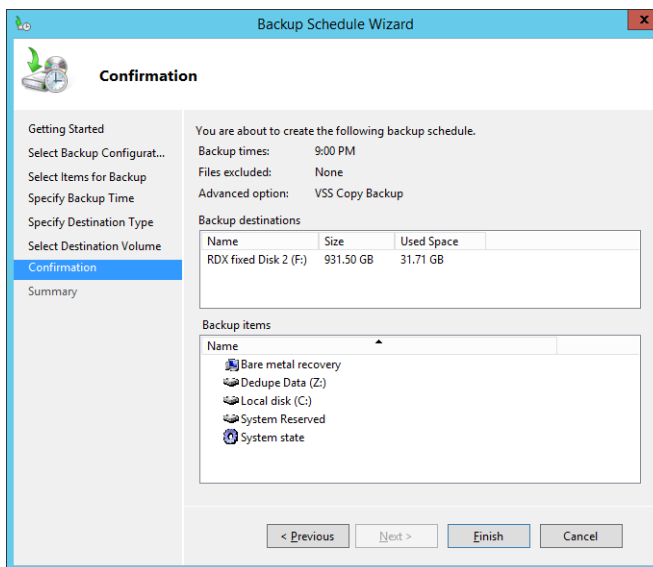 Backup Schedule Wizard
x
Confirmation
Getting Started
Select Backup Configurat...
Select Items for Backup
Specify Backup Time
Specify Destination Type
Select Destination Volume
Confirmation
Summary
You are about to create the following backup schedule.
Backup times: 9:00 PM
Files excluded: None
Advanced option: VSS Copy Backup
Backup destinations
Name Size Used Space
RDX fixed Disk 2 (F:) 931.50 GB 31.71 GB
Backup items
Name
Bare metal recovery
Dedupe Data (Z:)
Local disk (C:)
System Reserved
System state
< Previous Next > Finish Cancel